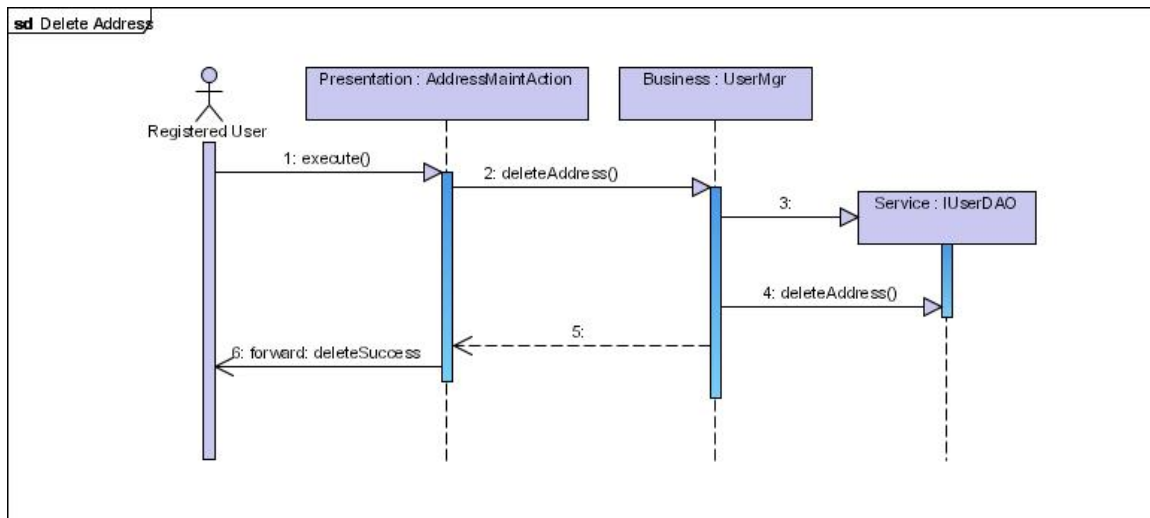 sd Delete Address
Registered User
Presentation : AddressMaintAction
Business : UserMgr
1: execute()
2: deleteAddress()
3:
Service : IUserDAO
4: deleteAddress()
5:
6: forward: deleteSuccess